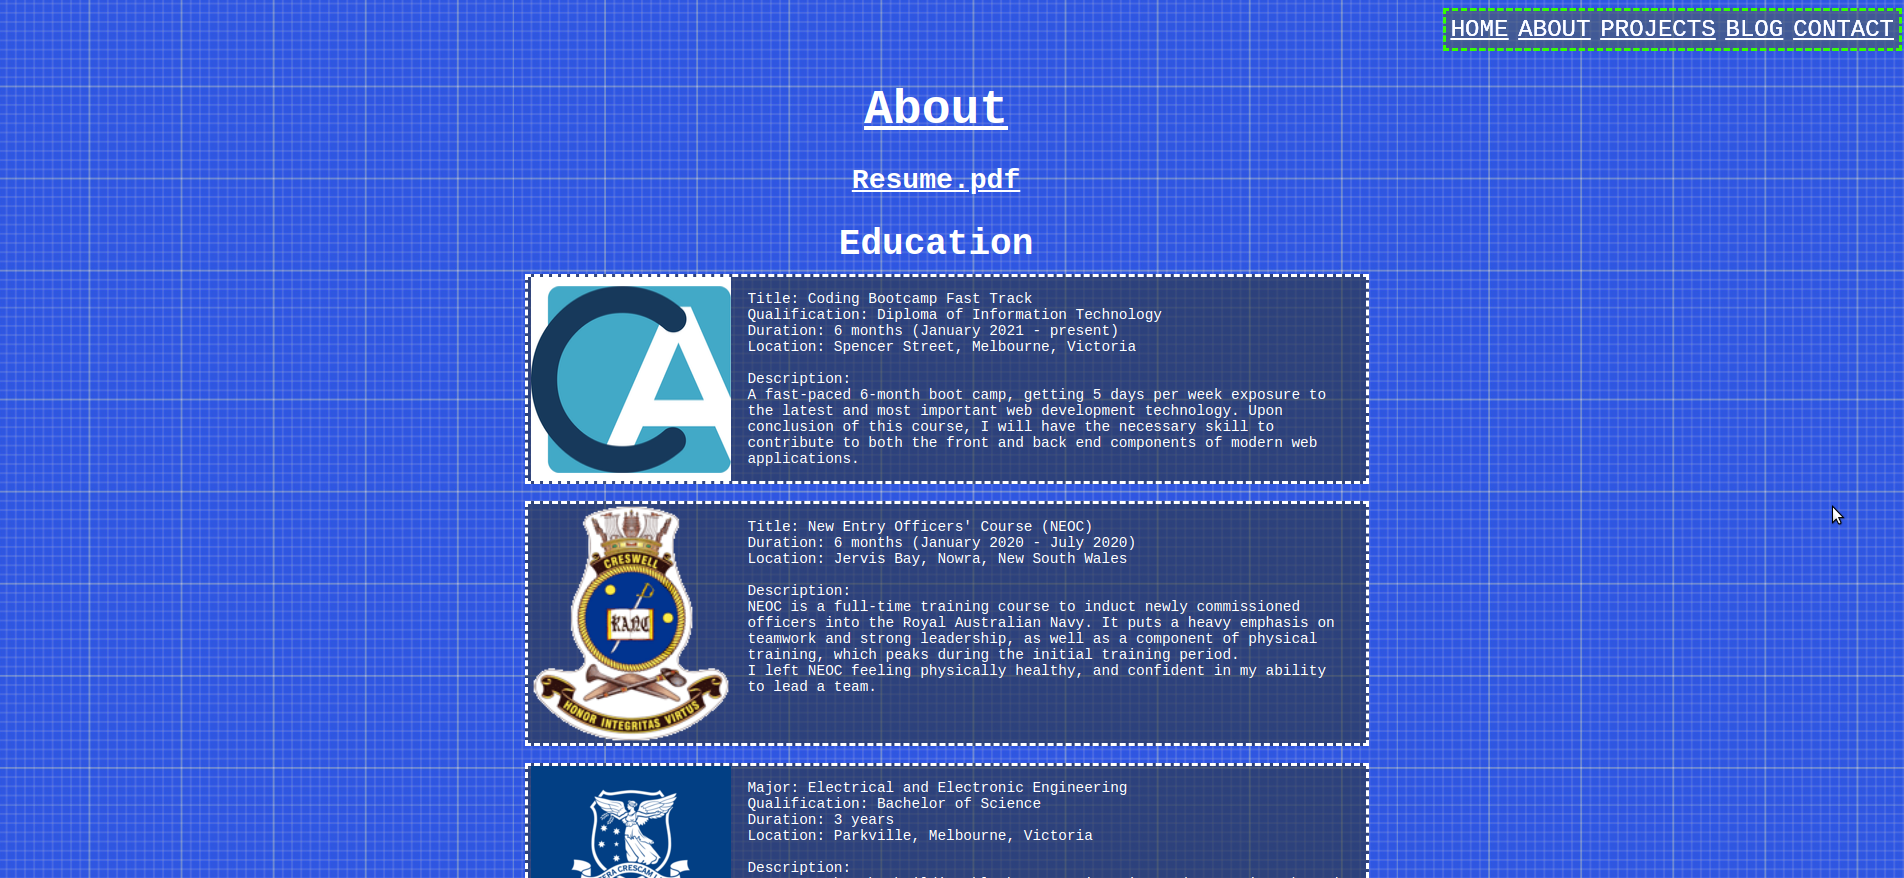 HOME ABOUT PROJECTS BLOG CONTACT
About
Resume.pdf
Education
CA
Title: Coding Bootcamp Fast Track
Qualification: Diploma of Information Technology
Duration: 6 months (January 2021 - present)
Location: Spencer Street, Melbourne, Victoria
Description:
A fast-paced 6-month boot camp, getting 5 days per week exposure to
the latest and most important web development technology. Upon
conclusion of this course, I will have the necessary skill to
contribute to both the front and back end components of modern web
applications.
CRESWELL
RANC
HONOR INTEGRITAS VIRTUS
Title: New Entry Officers' Course (NEOC)
Duration: 6 months (January 2020 - July 2020)
Location: Jervis Bay, Nowra, New South Wales
Description:
NEOC is a full-time training course to induct newly commissioned
officers into the Royal Australian Navy. It puts a heavy emphasis on
teamwork and strong leadership, as well as a component of physical
training, which peaks during the initial training period.
I left NEOC feeling physically healthy, and confident in my ability
to lead a team.
CRESCAM
Major: Electrical and Electronic Engineering
Qualification: Bachelor of Science
Duration: 3 years
Location: Parkville, Melbourne, Victoria
Description: